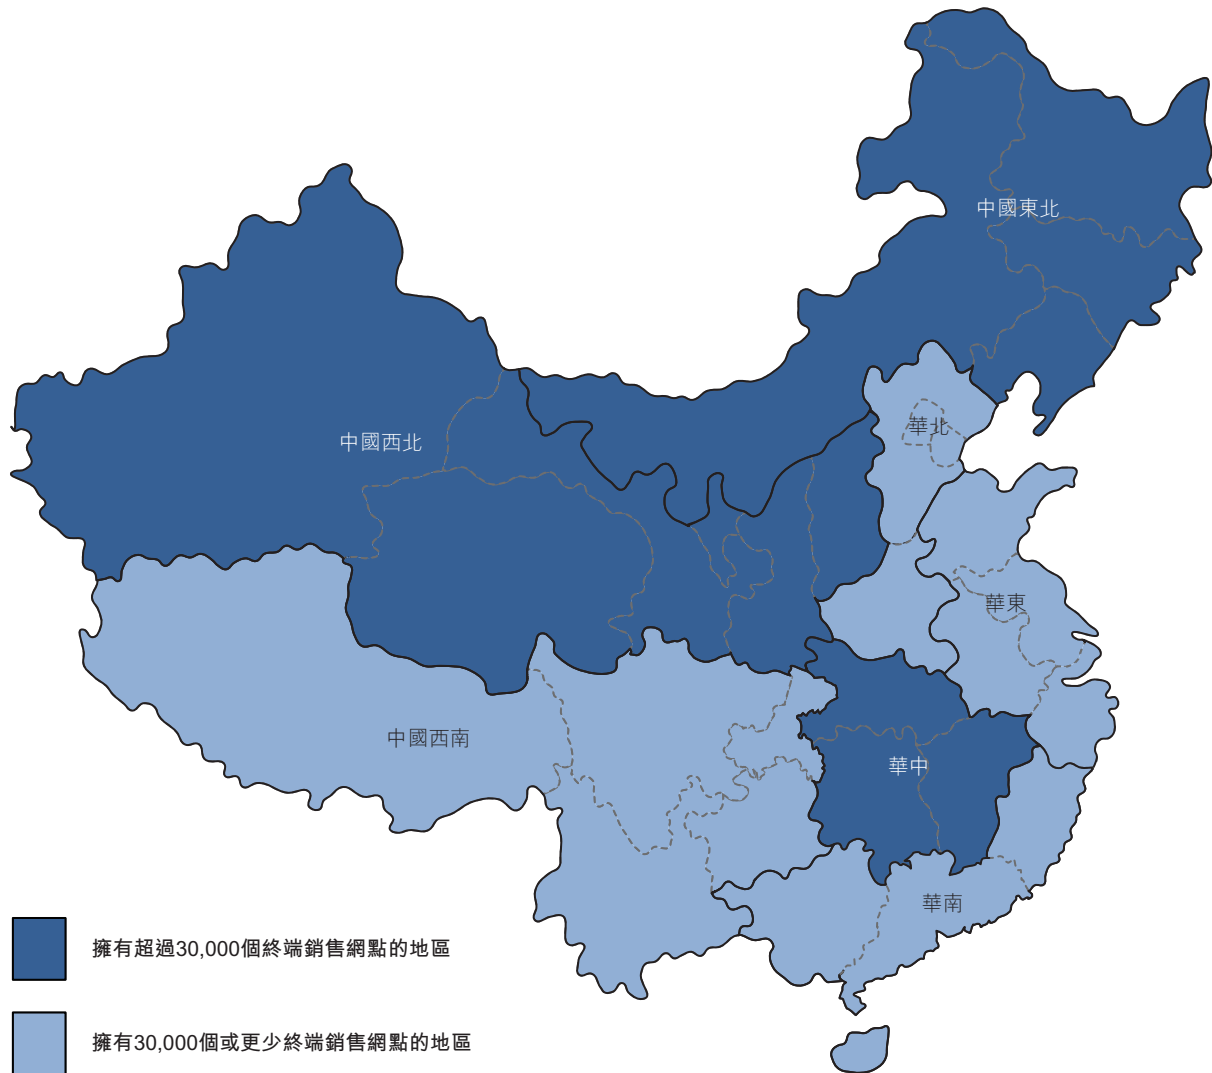 中國東北
華北
中國西北
華東
中國西南
華中
華南
擁有超過30,000個終端銷售網點的地區
擁有30,000個或更少終端銷售網點的地區